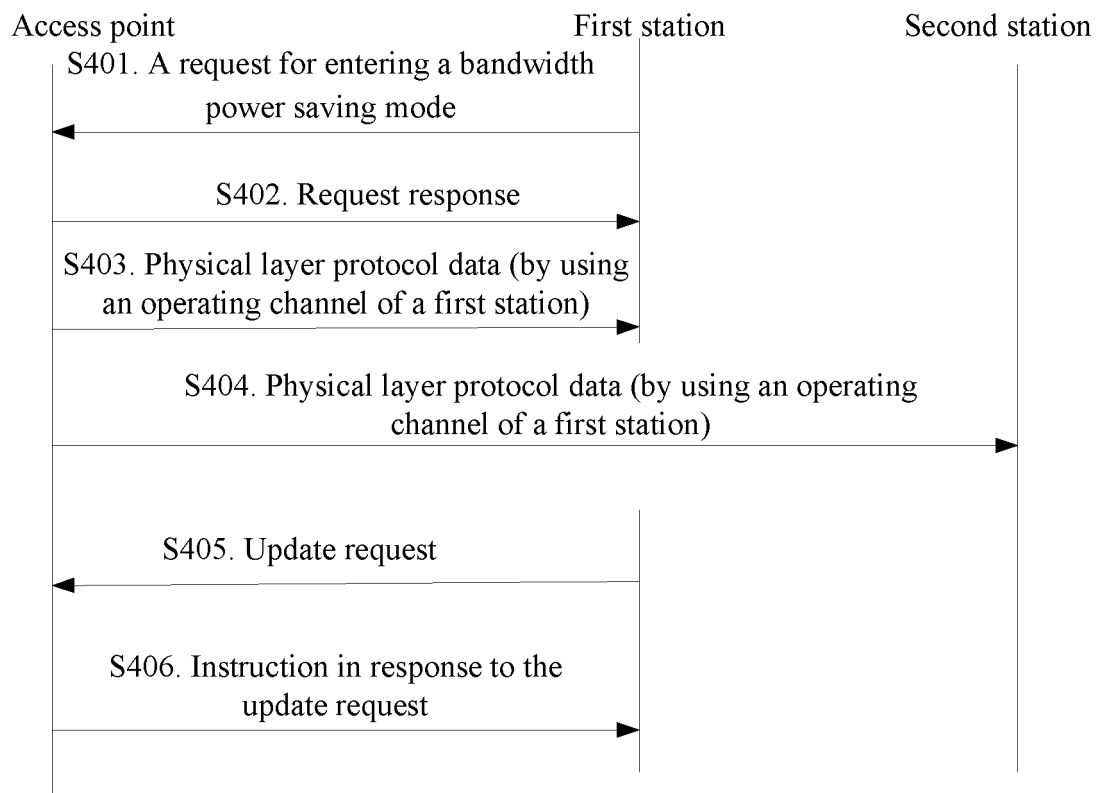 Access point
First station
Second station
S401. A request for entering a bandwidth
power saving mode
S402. Request response
S403. Physical layer protocol data (by using
an operating channel of a first station)
S404. Physical layer protocol data (by using an operating
channel of a first station)
S405. Update request
S406. Instruction in response to the
update request